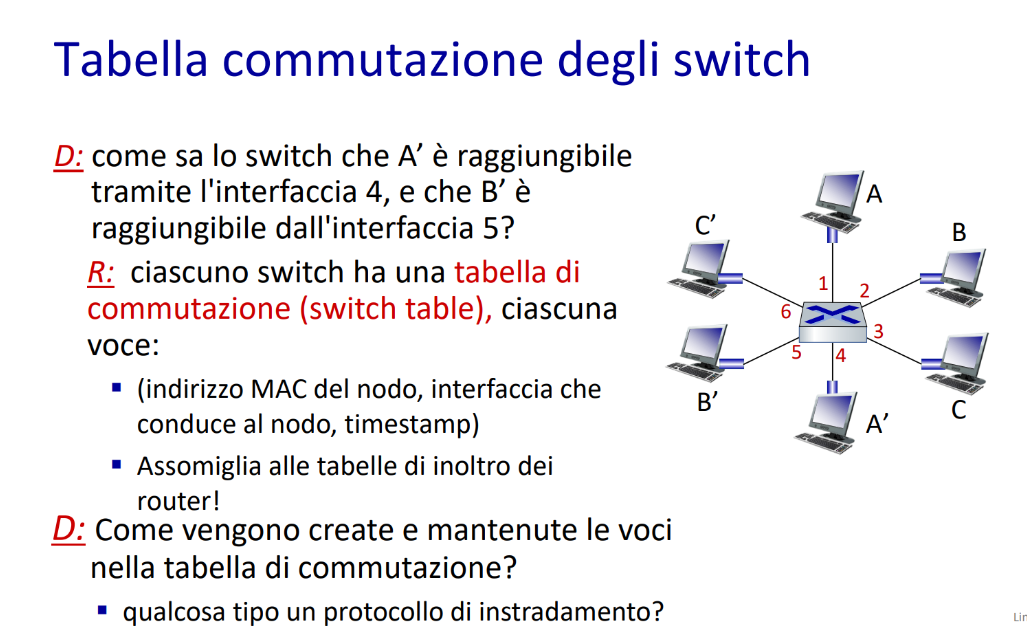 Tabella commutazione degli switch
D: come sa lo switch che A’ è raggiungibile
tramite l'interfaccia 4, e che B’ è
raggiungibile dall'interfaccia 5?
R: ciascuno switch ha una tabella di
commutazione (switch table), ciascuna
voce:
▪ (indirizzo MAC del nodo, interfaccia che
conduce al nodo, timestamp)
▪ Assomiglia alle tabelle di inoltro dei
router!
D: Come vengono create e mantenute le voci
nella tabella di commutazione?
▪ qualcosa tipo un protocollo di instradamento?
A
C’
B
1
2
6
3
5
4
B’
C
A’